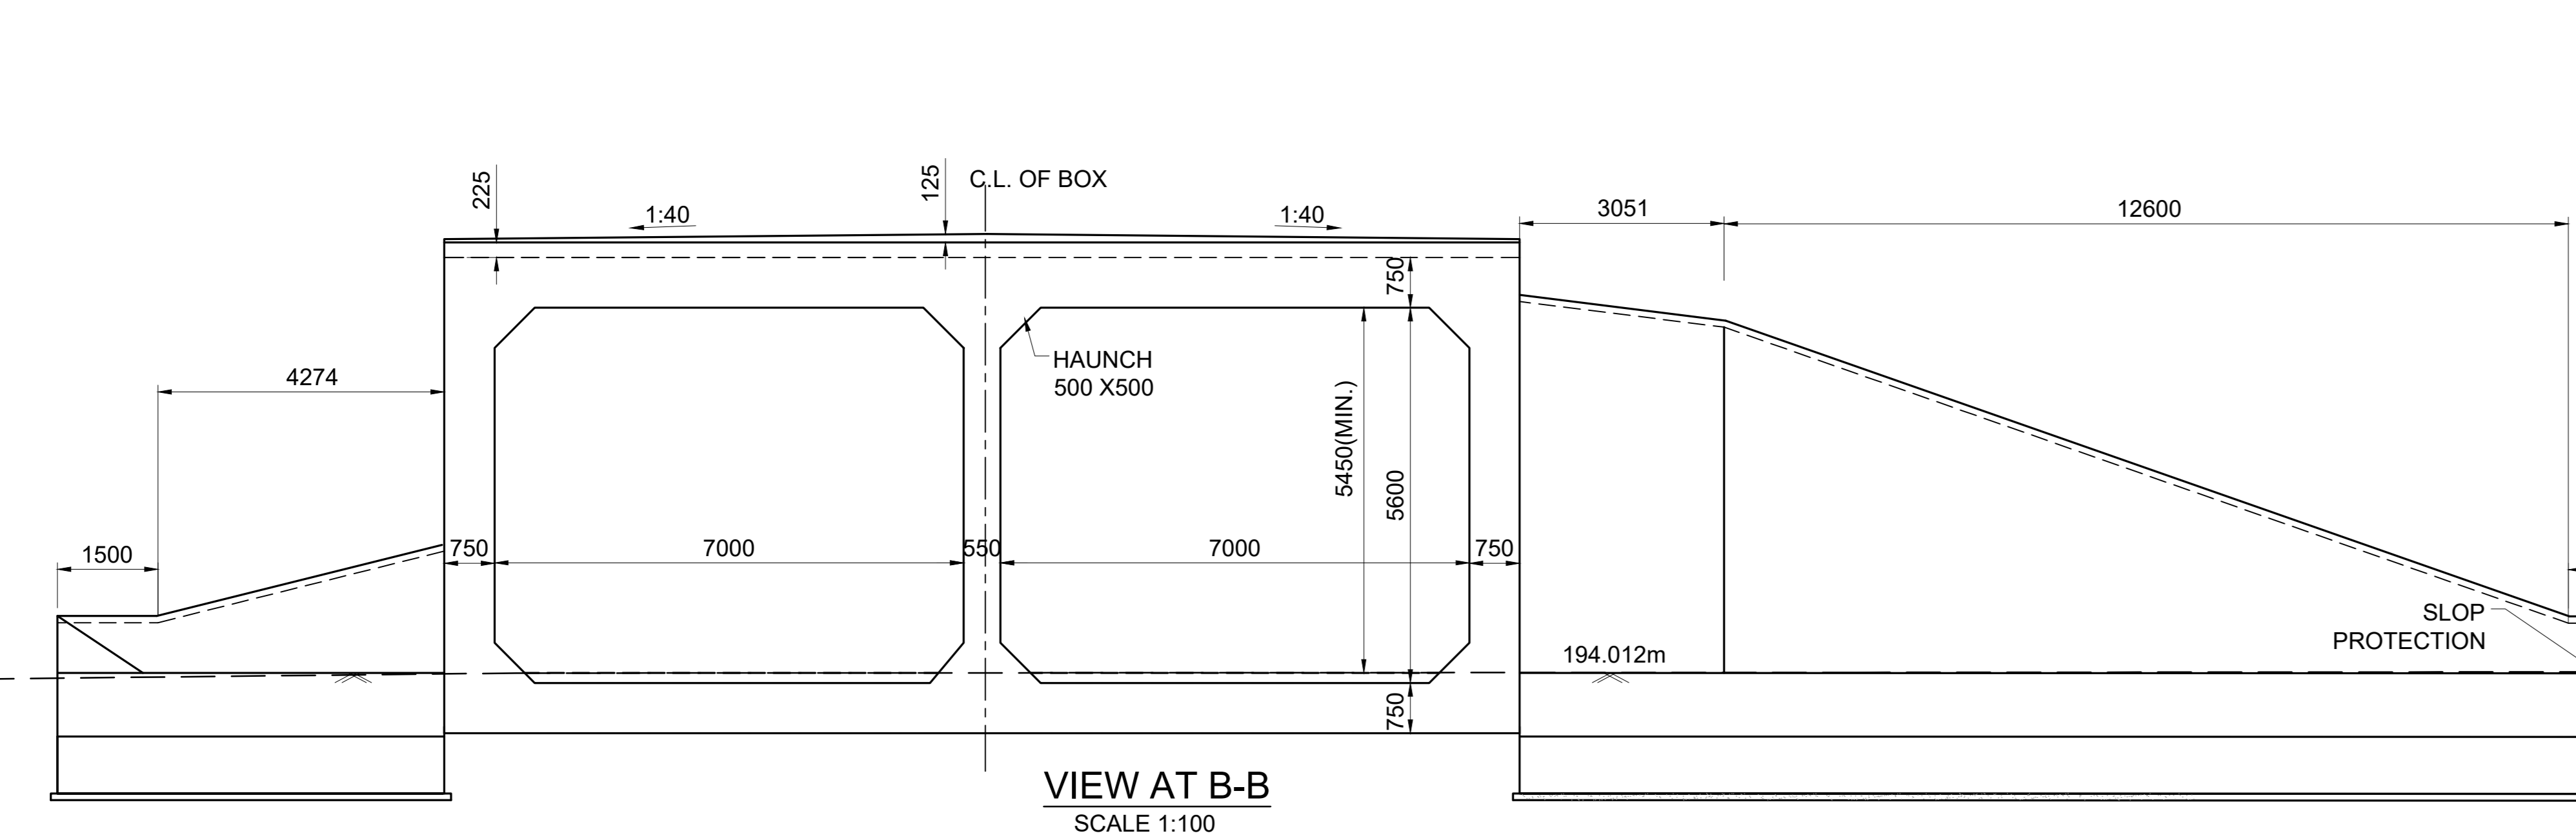 C.L. OF BOX
225
125
1:40
1:40
3051
12600
750
HAUNCH
500 X500
4274
5450(MIN.)
5600
1500
750
7000
550
7000
750
SLOP
PROTECTION
194.012m
750
VIEW AT B-B
SCALE 1:100